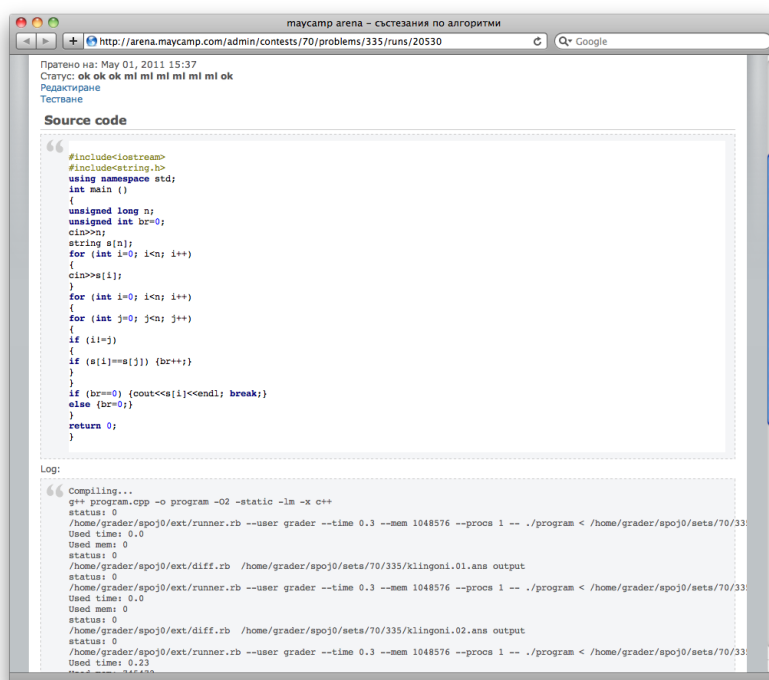 maycamp arena – състезания по алгоритми
http://arena.maycamp.com/admin/contests/70/problems/335/runs/20530
Google
Пратено на: May 01, 2011 15:37
Статус: ok ok ok ml ml ml ml ml ml ok
Редактиране
Тестване
Source code
#include<iostream>
#include<string.h>
using namespace std;
int main ()
{
unsigned long n;
unsigned int br=0;
cin>>n;
string s[n];
for (int i=0; i<n; i++)
{
cin>>s[i];
}
for (int i=0; i<n; i++)
{
for (int j=0; j<n; j++)
{
if (i!=j)
{
if (s[i]==s[j]) {br++;}
}
}
if (br==0) {cout<<s[i]<<endl; break;}
else {br=0;}
}
return 0;
}
Log:
Compiling...
g++ program.cpp -o program -O2 -static -lm -x c++
status: 0
/home/grader/spoj0/ext/runner.rb --user grader --time 0.3 --mem 1048576 --procs 1 -- ./program < /home/grader/spoj0/sets/70/335
Used time: 0.0
Used mem: 0
status: 0
/home/grader/spoj0/ext/diff.rb /home/grader/spoj0/sets/70/335/klingoni.01.ans output
status: 0
/home/grader/spoj0/ext/runner.rb --user grader --time 0.3 --mem 1048576 --procs 1 -- ./program < /home/grader/spoj0/sets/70/335
Used time: 0.0
Used mem: 0
status: 0
/home/grader/spoj0/ext/diff.rb /home/grader/spoj0/sets/70/335/klingoni.02.ans output
status: 0
/home/grader/spoj0/ext/runner.rb --user grader --time 0.3 --mem 1048576 --procs 1 -- ./program < /home/grader/spoj0/sets/70/335
Used time: 0.23
Used mem: